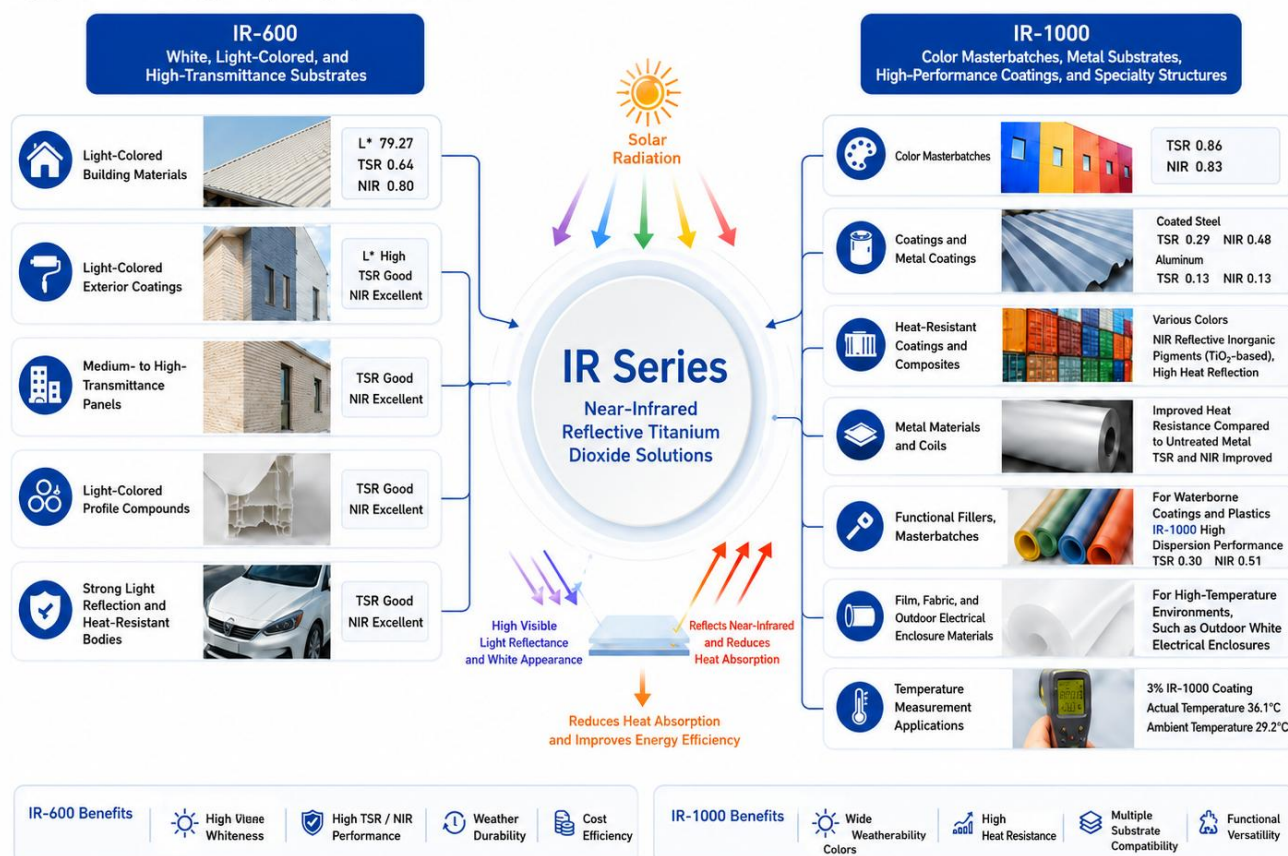 IR-600
White, Light-Colored, and
High-Transmittance Substrates
Light-Colored
Building Materials
L* 79.27
TSR 0.64
NIR 0.80
Light-Colored
Exterior Coatings
L* High
TSR Good
NIR Excellent
Medium- to High-
Transmittance
Panels
TSR Good
NIR Excellent
Light-Colored
Profile Compounds
TSR Good
NIR Excellent
Strong Light
Reflection and
Heat-Resistant
Bodies
TSR Good
NIR Excellent
Solar
Radiation
IR Series
Near-Infrared
Reflective Titanium
Dioxide Solutions
High Visible
Light Reflectance
and White Appearance
Reflects Near-Infrared
and Reduces
Heat Absorption
Reduces Heat Absorption
and Improves Energy Efficiency
IR-1000
Color Masterbatches, Metal Substrates,
High-Performance Coatings, and Specialty Structures
Color Masterbatches
TSR 0.86
NIR 0.83
Coatings and
Metal Coatings
Coated Steel
TSR 0.29 NIR 0.48
Aluminum
TSR 0.13 NIR 0.13
Heat-Resistant
Coatings and
Composites
Various Colors
NIR Reflective Inorganic
Pigments (TiO₂-based),
High Heat Reflection
Metal Materials
and Coils
Improved Heat
Resistance Compared
to Untreated Metal
TSR and NIR Improved
Functional Fillers,
Masterbatches
For Waterborne
Coatings and Plastics
IR-1000 High
Dispersion Performance
TSR 0.30 NIR 0.51
Film, Fabric, and
Outdoor Electrical
Enclosure Materials
For High-Temperature
Environments,
Such as Outdoor White
Electrical Enclosures
Temperature
Measurement
Applications
3% IR-1000 Coating
Actual Temperature 36.1°C
Ambient Temperature 29.2°C
IR-600 Benefits
High
Whiteness
High TSR / NIR
Performance
Weather
Durability
Cost
Efficiency
IR-1000 Benefits
Wide
Weatherability
Colors
High
Heat Resistance
Multiple
Substrate
Compatibility
Functional
Versatility